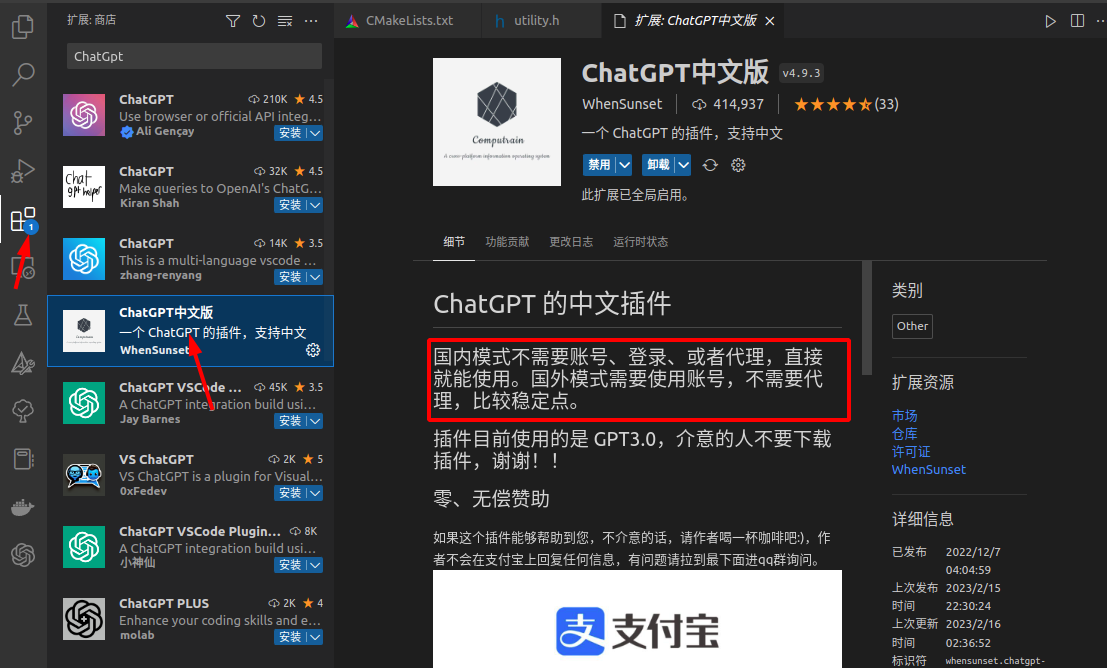 扩展: 商店
ChatGpt
ChatGPT 210K ★ 4.5
Use browser or official API integ...
Ali Gençay 安装
ChatGPT 32K ★ 4.5
Make queries to OpenAI's ChatG...
Kiran Shah 安装
ChatGPT 14K ★ 3.5
This is a multi-language vscode ...
zhang-renyang 安装
ChatGPT中文版
一个 ChatGPT 的插件，支持中文
WhenSunset
ChatGPT VSCode ... 45K ★ 3.5
A ChatGPT integration build usi...
Jay Barnes 安装
VS ChatGPT 2K ★ 5
VS ChatGPT is a plugin for Visual...
0xFedev 安装
ChatGPT VSCode Plugin... 8K
A ChatGPT integration build usi...
小神仙 安装
ChatGPT PLUS 2K ★ 4
Enhance your coding skills and e...
molab 安装
1
Chat
gpt helper
CMakeLists.txt
h utility.h
扩展: ChatGPT中文版
Computrain
ChatGPT中文版 v4.9.3
WhenSunset 414,937 (33)
一个 ChatGPT 的插件，支持中文
禁用 卸载
此扩展已全局启用。
细节 功能贡献 更改日志 运行时状态
ChatGPT 的中文插件
国内模式不需要账号、登录、或者代理，直接
就能使用。国外模式需要使用账号，不需要代
理，比较稳定点。
插件目前使用的是 GPT3.0，介意的人不要下载
插件，谢谢！！
零、无偿赞助
如果这个插件能够帮助到您，不介意的话，请作者喝一杯咖啡吧:)，作
者不会在支付宝上回复任何信息，有问题请拉到最下面进qq群询问。
支付宝
类别
Other
扩展资源
市场
仓库
许可证
WhenSunset
详细信息
已发布 2022/12/7
04:04:59
上次发布 2023/2/15
时间 22:30:24
上次更新 2023/2/16
时间 02:36:52
标识符 whensunset.chatgpt-